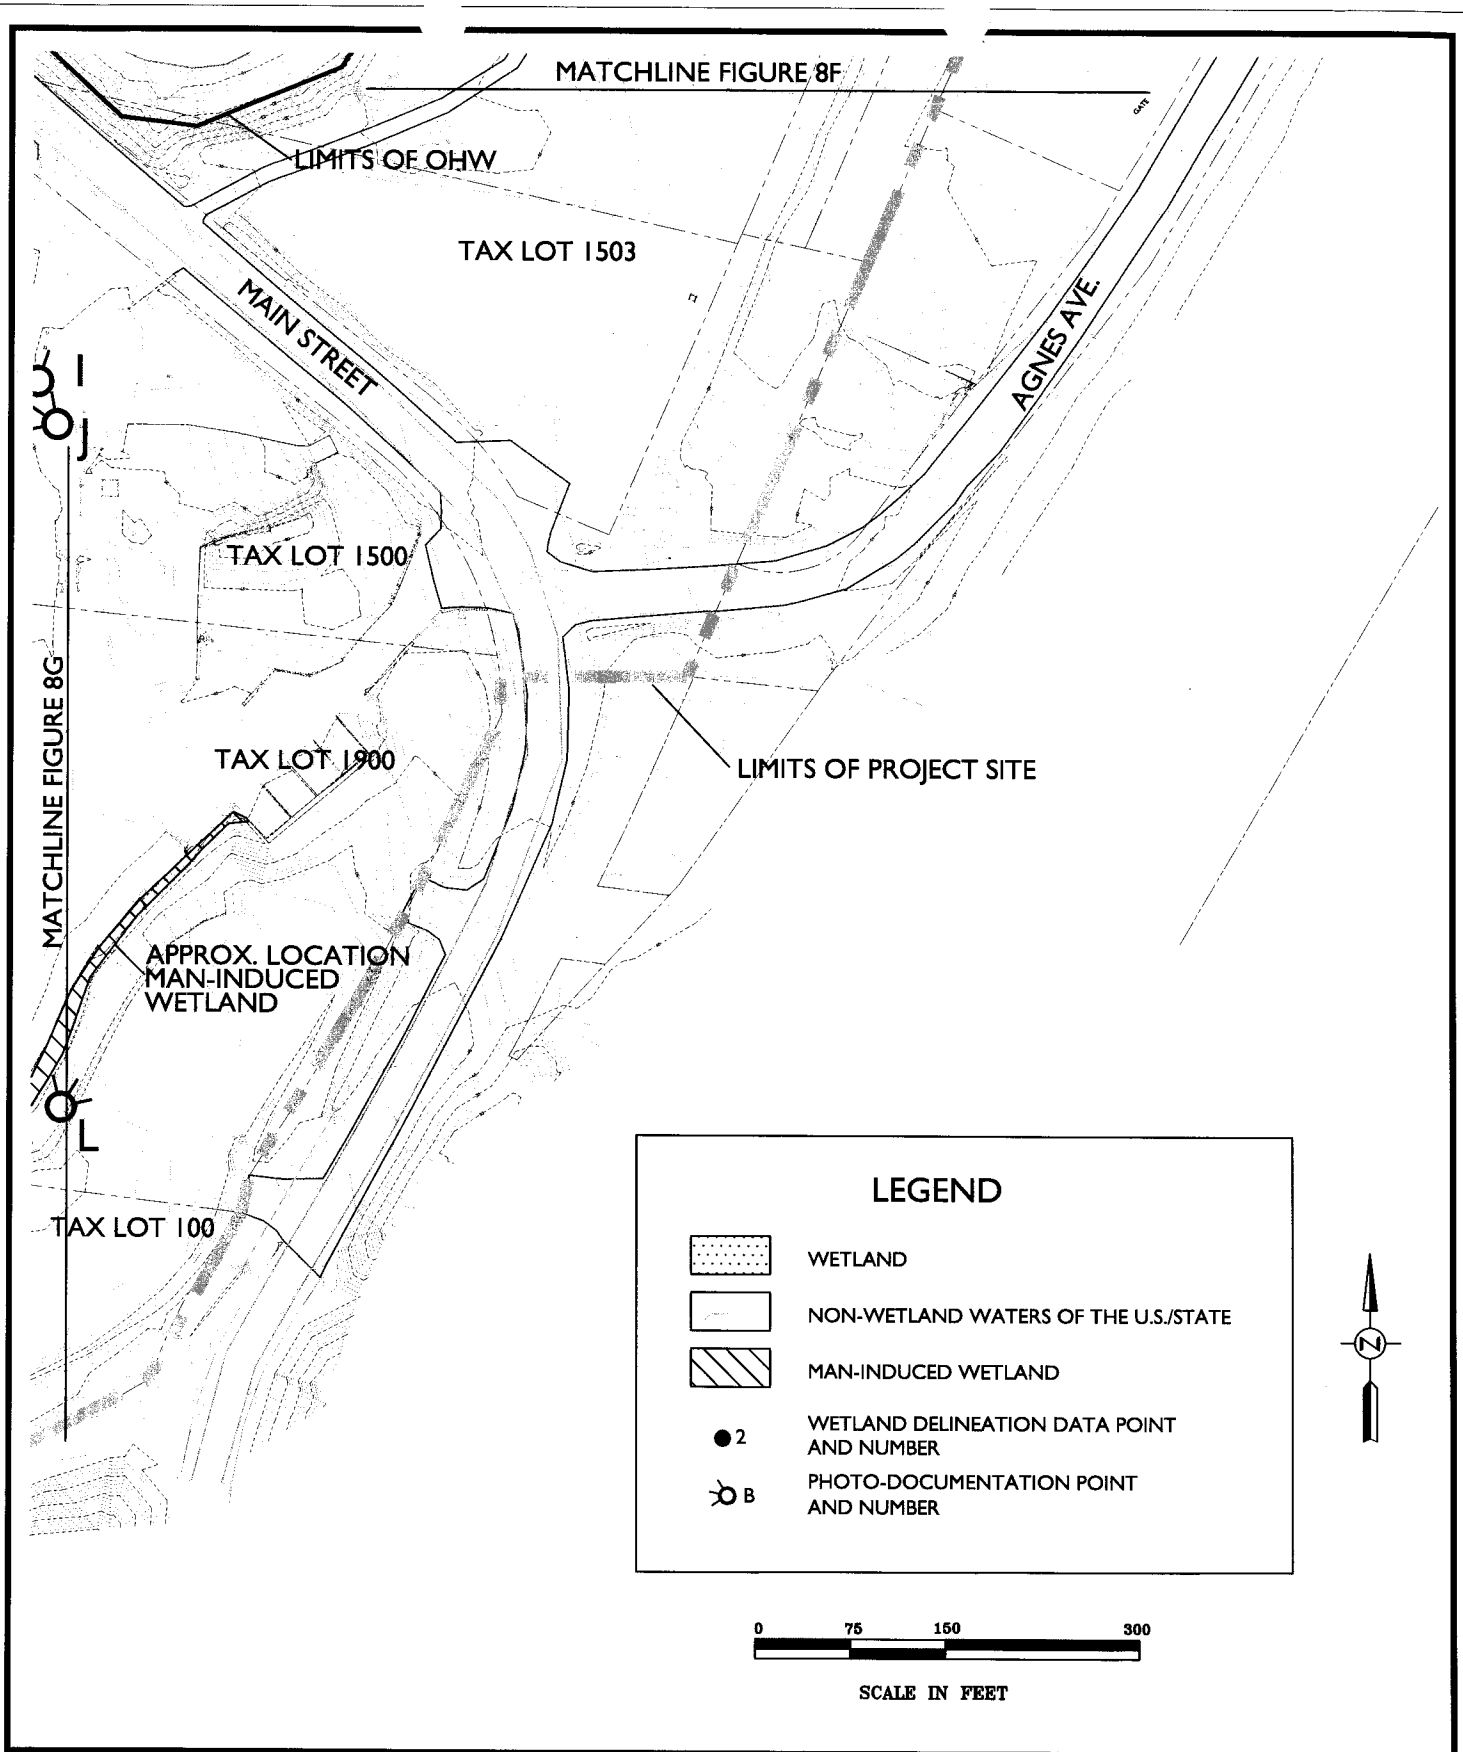 MATCHLINE FIGURE 8F
GATE
LIMITS OF OHW
TAX LOT 1503
MAIN STREET
AGNES AVE.
I
J
TAX LOT 1500
MATCHLINE FIGURE 8G
TAX LOT 1900
LIMITS OF PROJECT SITE
APPROX. LOCATION
MAN-INDUCED
WETLAND
L
TAX LOT 100
LEGEND
WETLAND
NON-WETLAND WATERS OF THE U.S./STATE
MAN-INDUCED WETLAND
2
WETLAND DELINEATION DATA POINT
AND NUMBER
B
PHOTO-DOCUMENTATION POINT
AND NUMBER
N
0 75 150 300
SCALE IN FEET